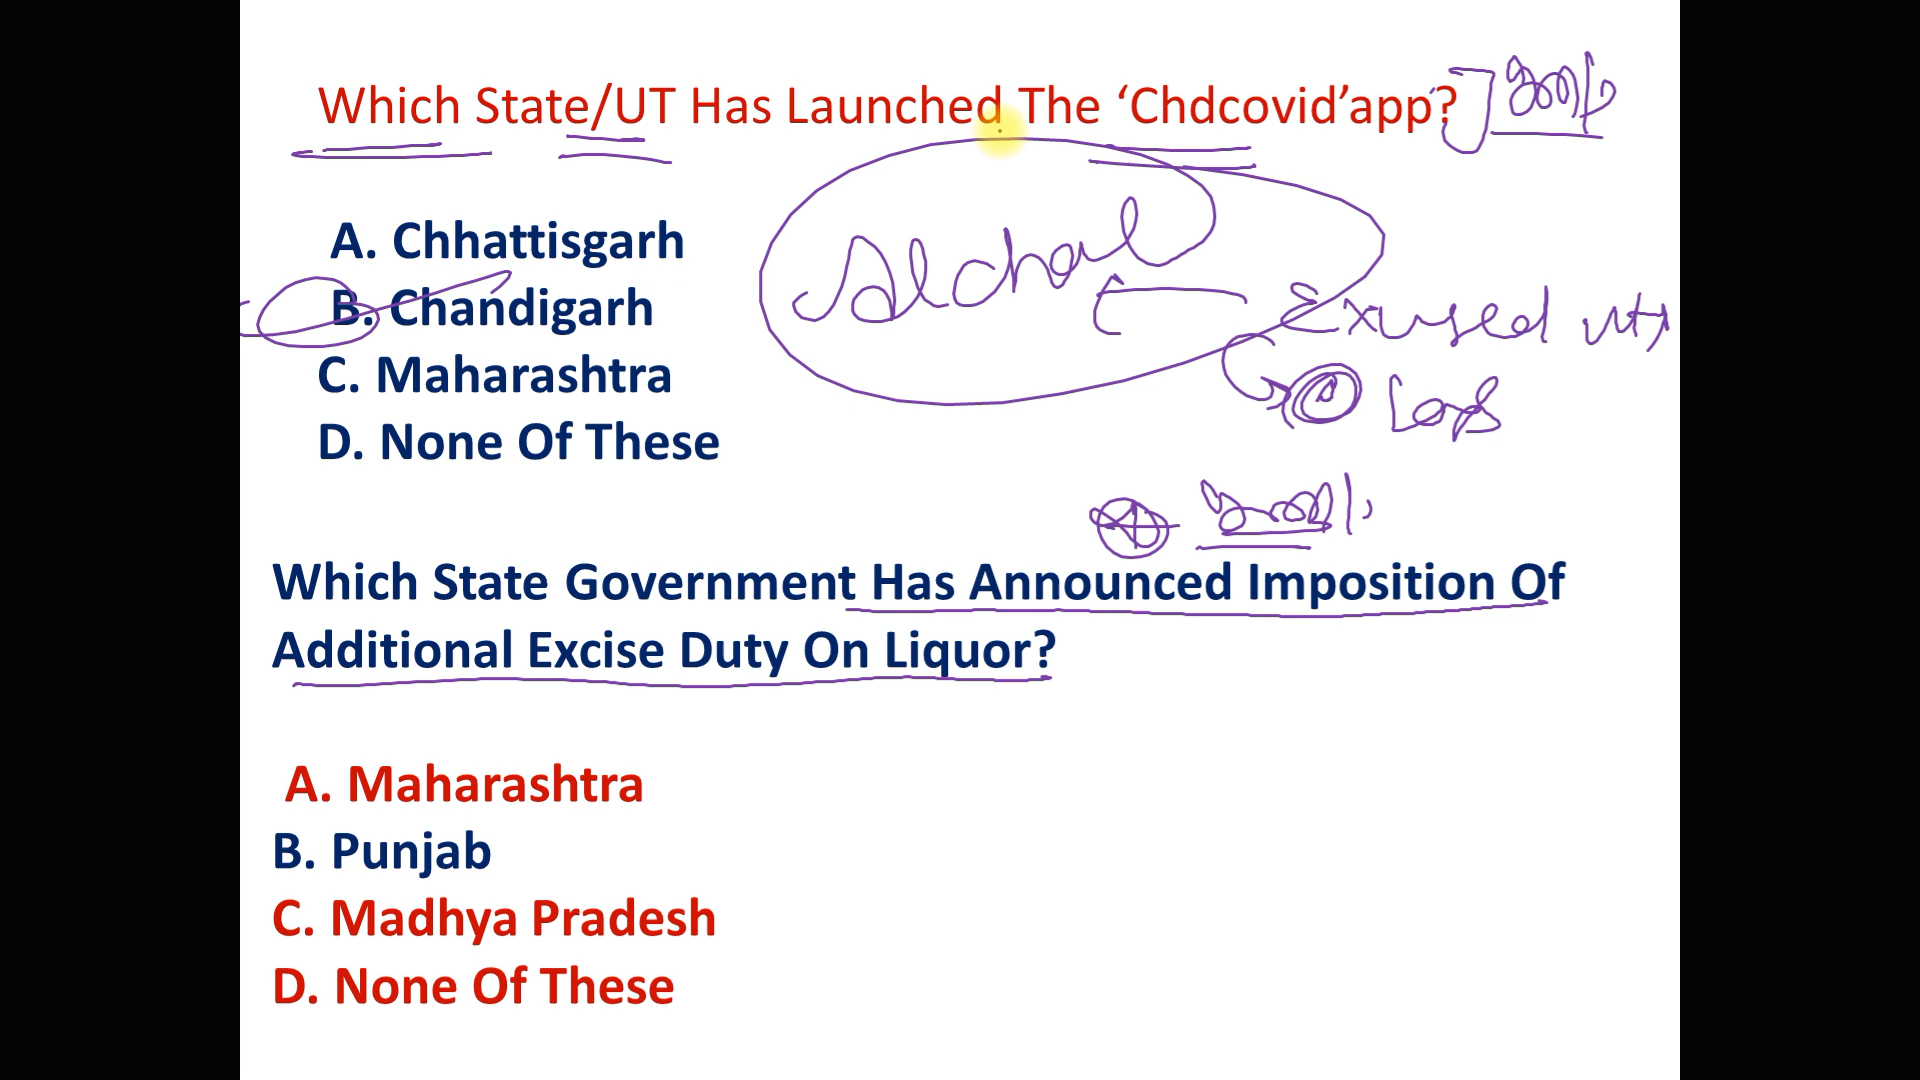 Which State/UT Has Launched The ‘Chdcovid’app?
A. Chhattisgarh
B. Chandigarh
C. Maharashtra
D. None Of These
Alchol
Which State Government Has Announced Imposition Of
Additional Excise Duty On Liquor?
A. Maharashtra
B. Punjab
C. Madhya Pradesh
D. None Of These